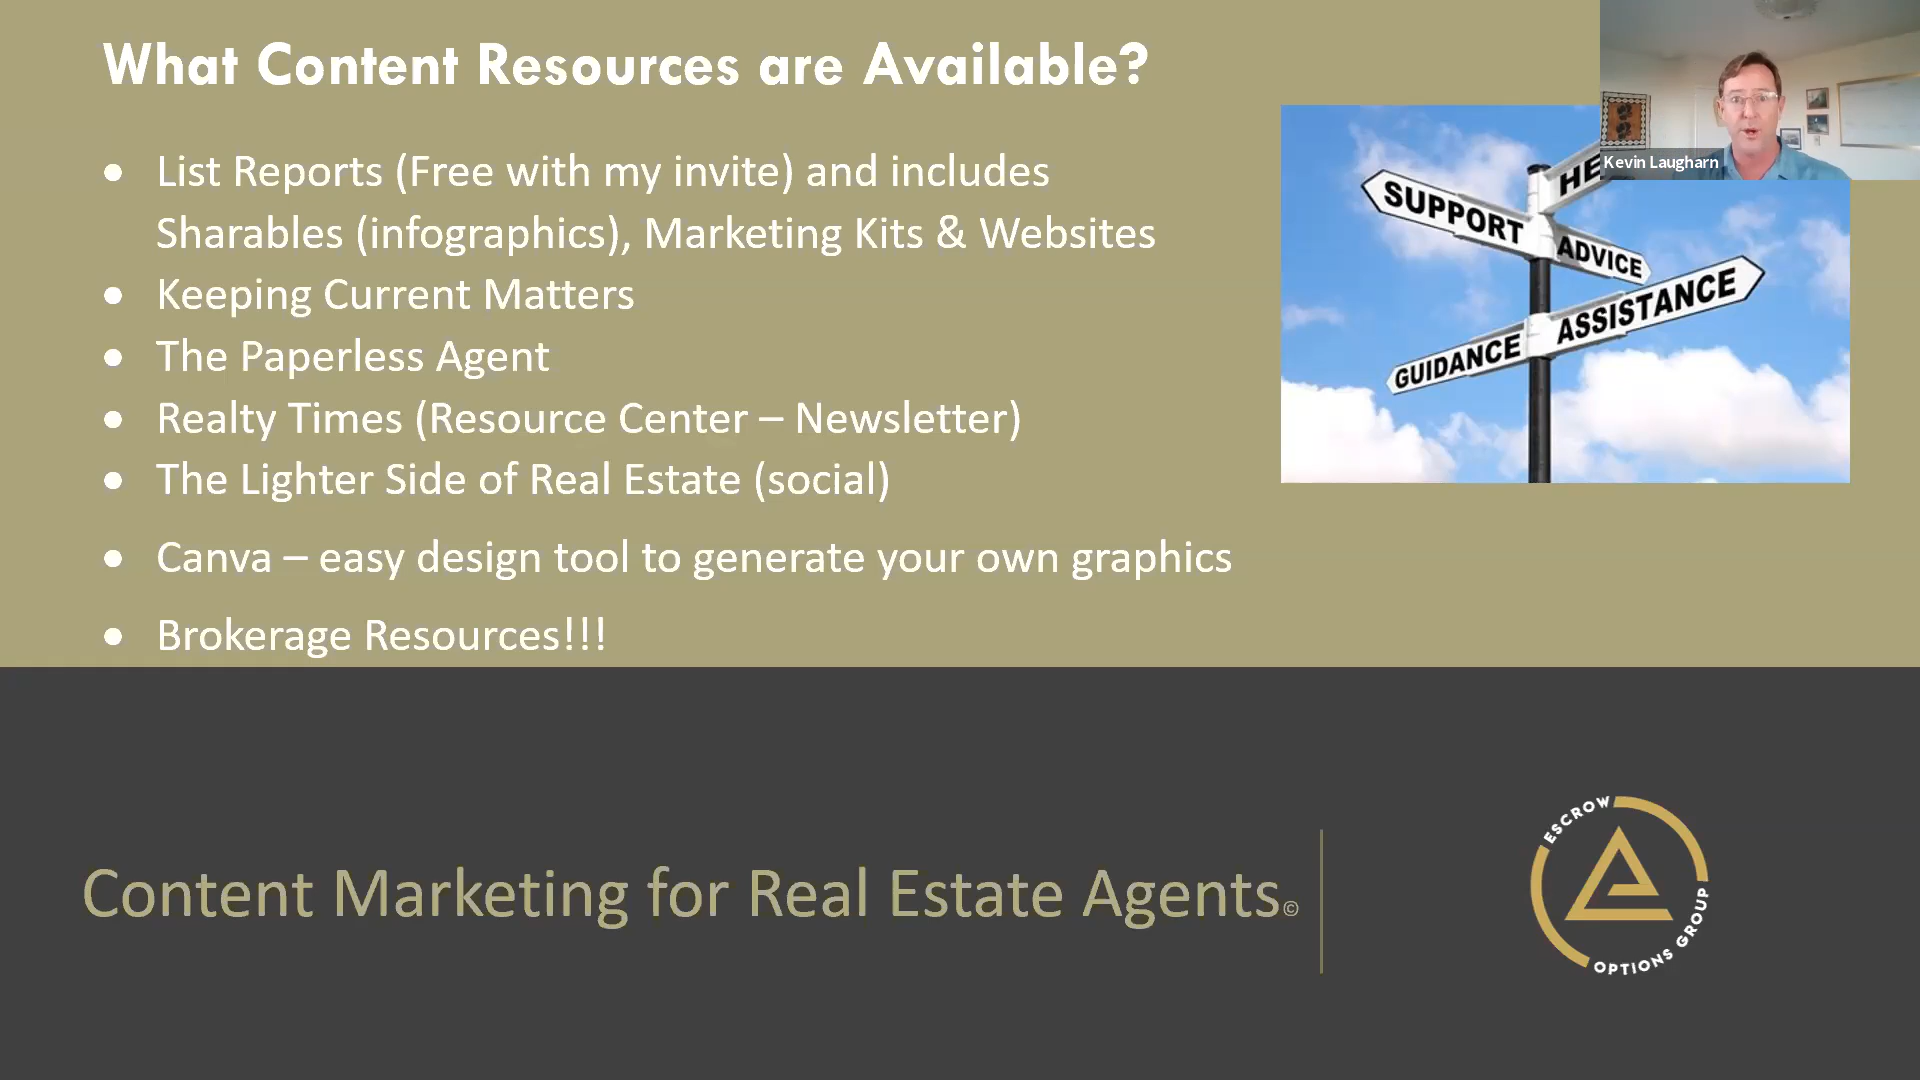 What Content Resources are Available?
• List Reports (Free with my invite) and includes
Sharables (infographics), Marketing Kits & Websites
• Keeping Current Matters
• The Paperless Agent
• Realty Times (Resource Center – Newsletter)
• The Lighter Side of Real Estate (social)
• Canva – easy design tool to generate your own graphics
• Brokerage Resources!!!
Kevin Laugharn
HE
SUPPORT
ADVICE
ASSISTANCE
GUIDANCE
Content Marketing for Real Estate Agents©
ESCROW
OPTIONS GROUP